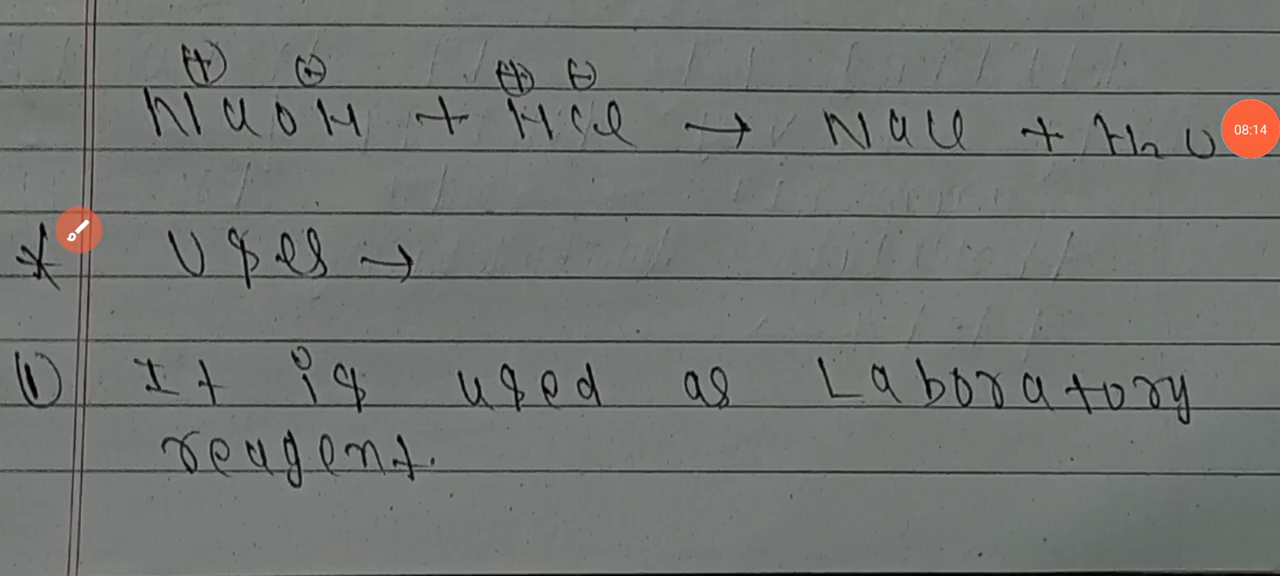 (+) (-) (+) (-)
NaOH + HCl → NaCl + H2O
08:14
* Uses →
(1) It is used as Laboratory
reagent.